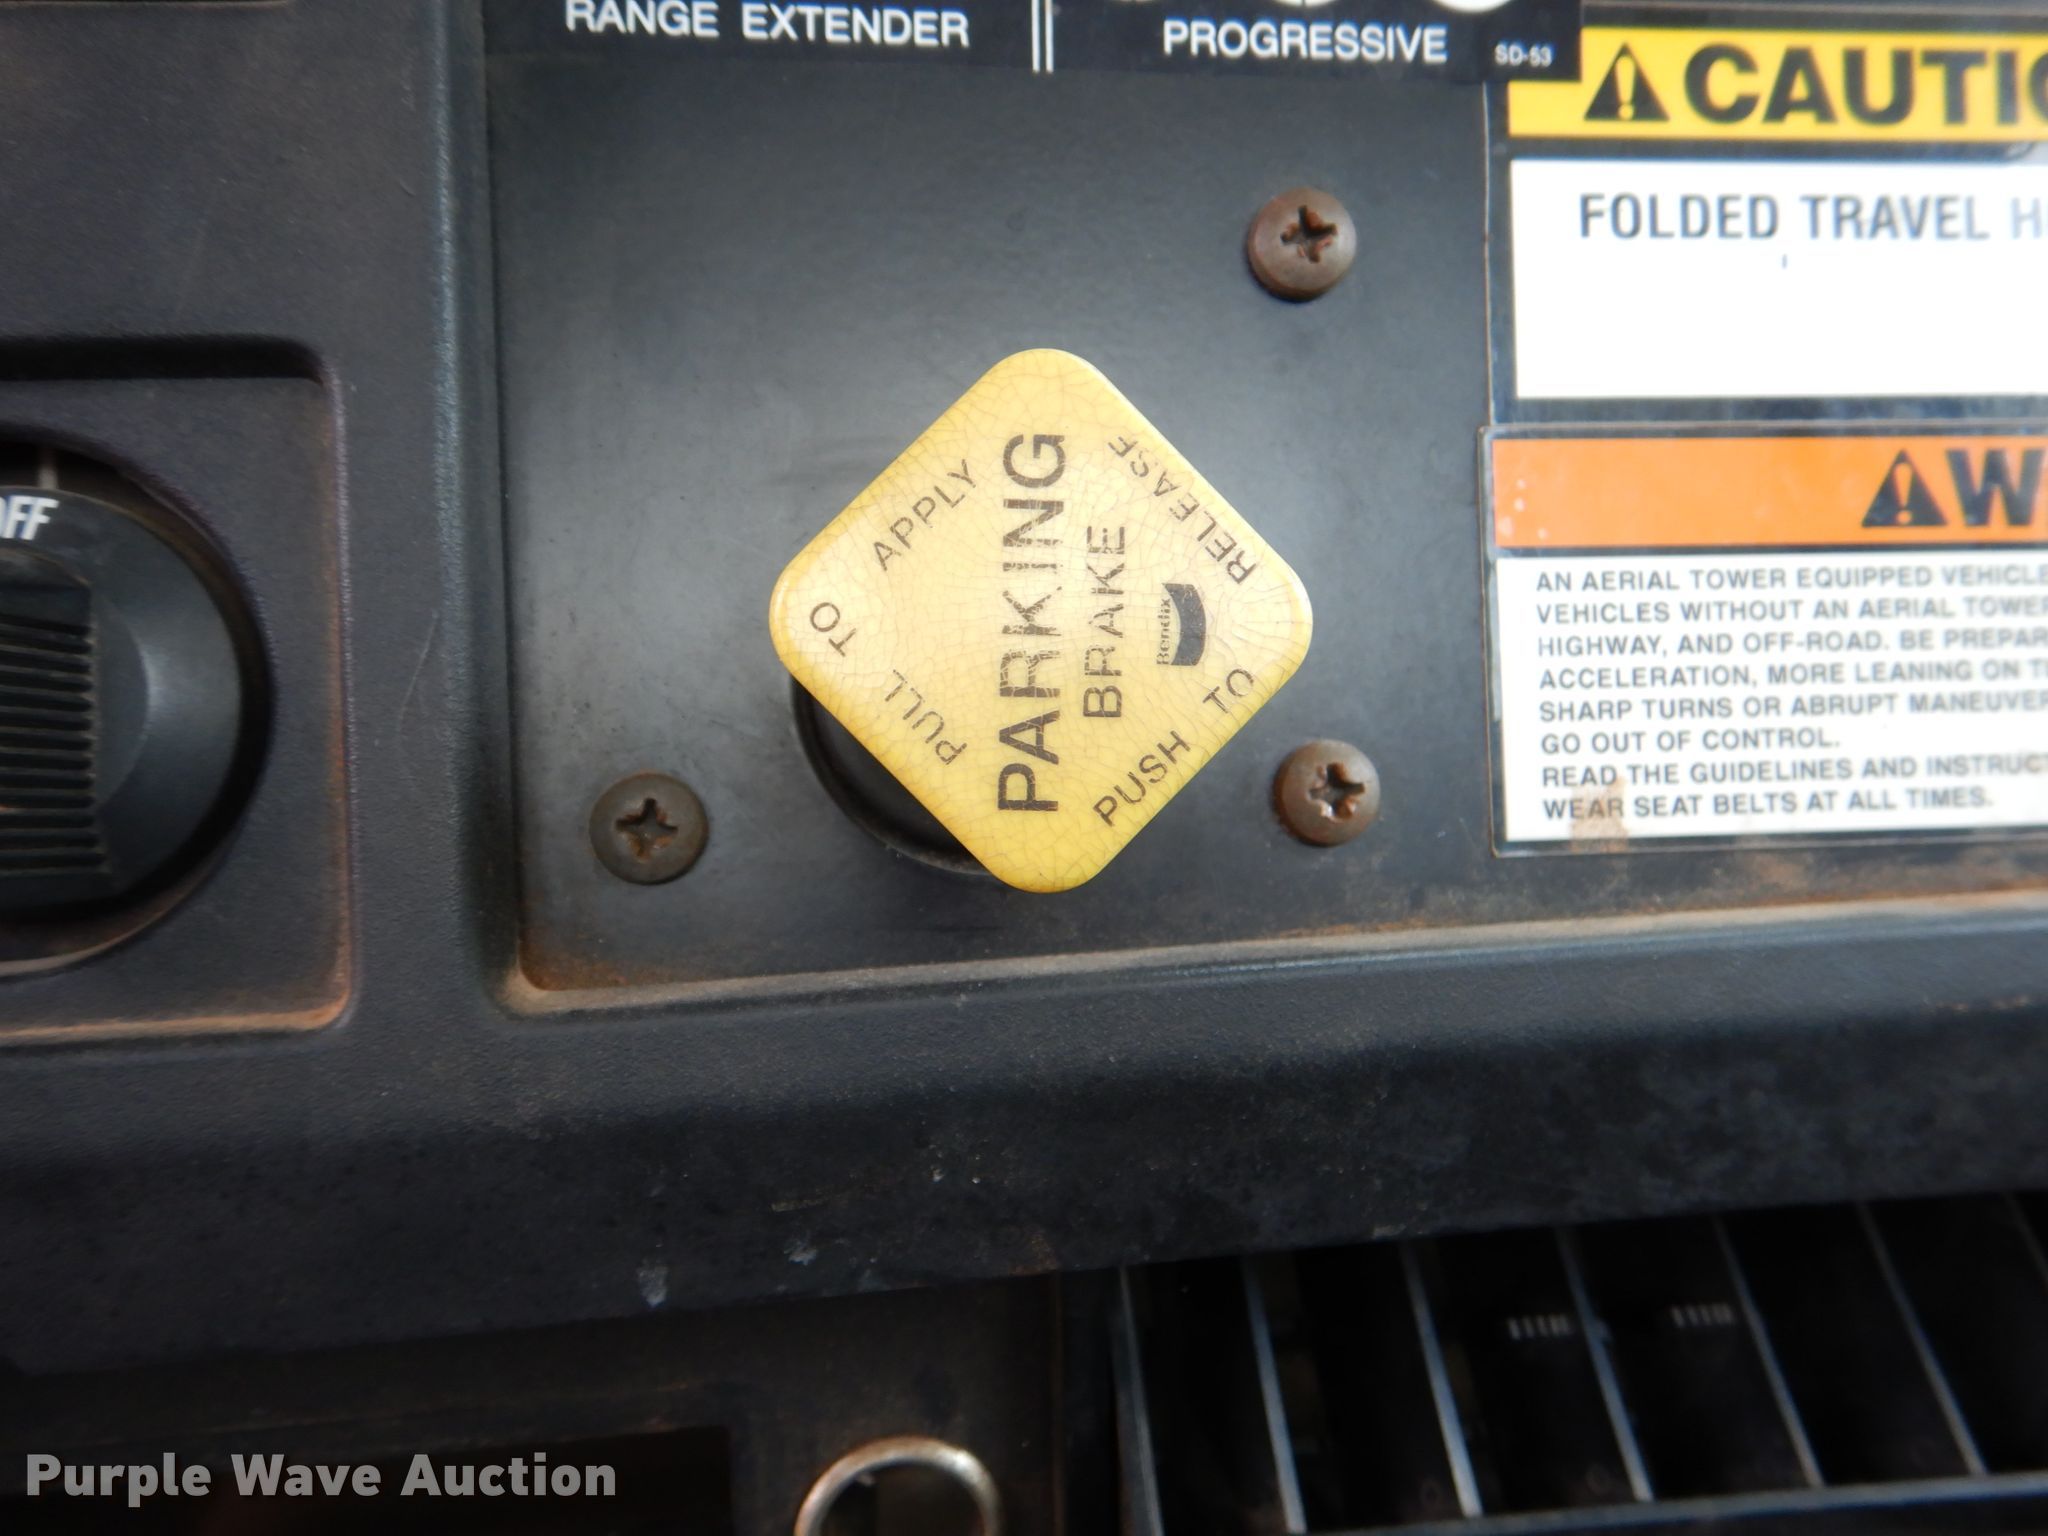 RANGE EXTENDER
PROGRESSIVE
SD-53
CAUTIO
FOLDED TRAVEL H
OFF
PULL TO APPLY
PARKING
BRAKE
Bendix
PUSH TO RELEASE
W
AN AERIAL TOWER EQUIPPED VEHICLE
VEHICLES WITHOUT AN AERIAL TOWER
HIGHWAY, AND OFF-ROAD. BE PREPAR
ACCELERATION, MORE LEANING ON T
SHARP TURNS OR ABRUPT MANEUVER
GO OUT OF CONTROL.
READ THE GUIDELINES AND INSTRUCT
WEAR SEAT BELTS AT ALL TIMES.
Purple Wave Auction